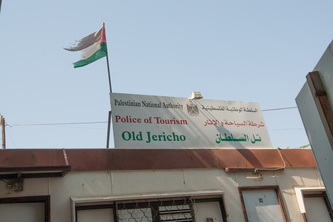 Palestinian National Authority
السلطة الوطنية الفلسطينية
Police of Tourism
شرطة السياحة والآثار
Old Jericho
تل السلطان